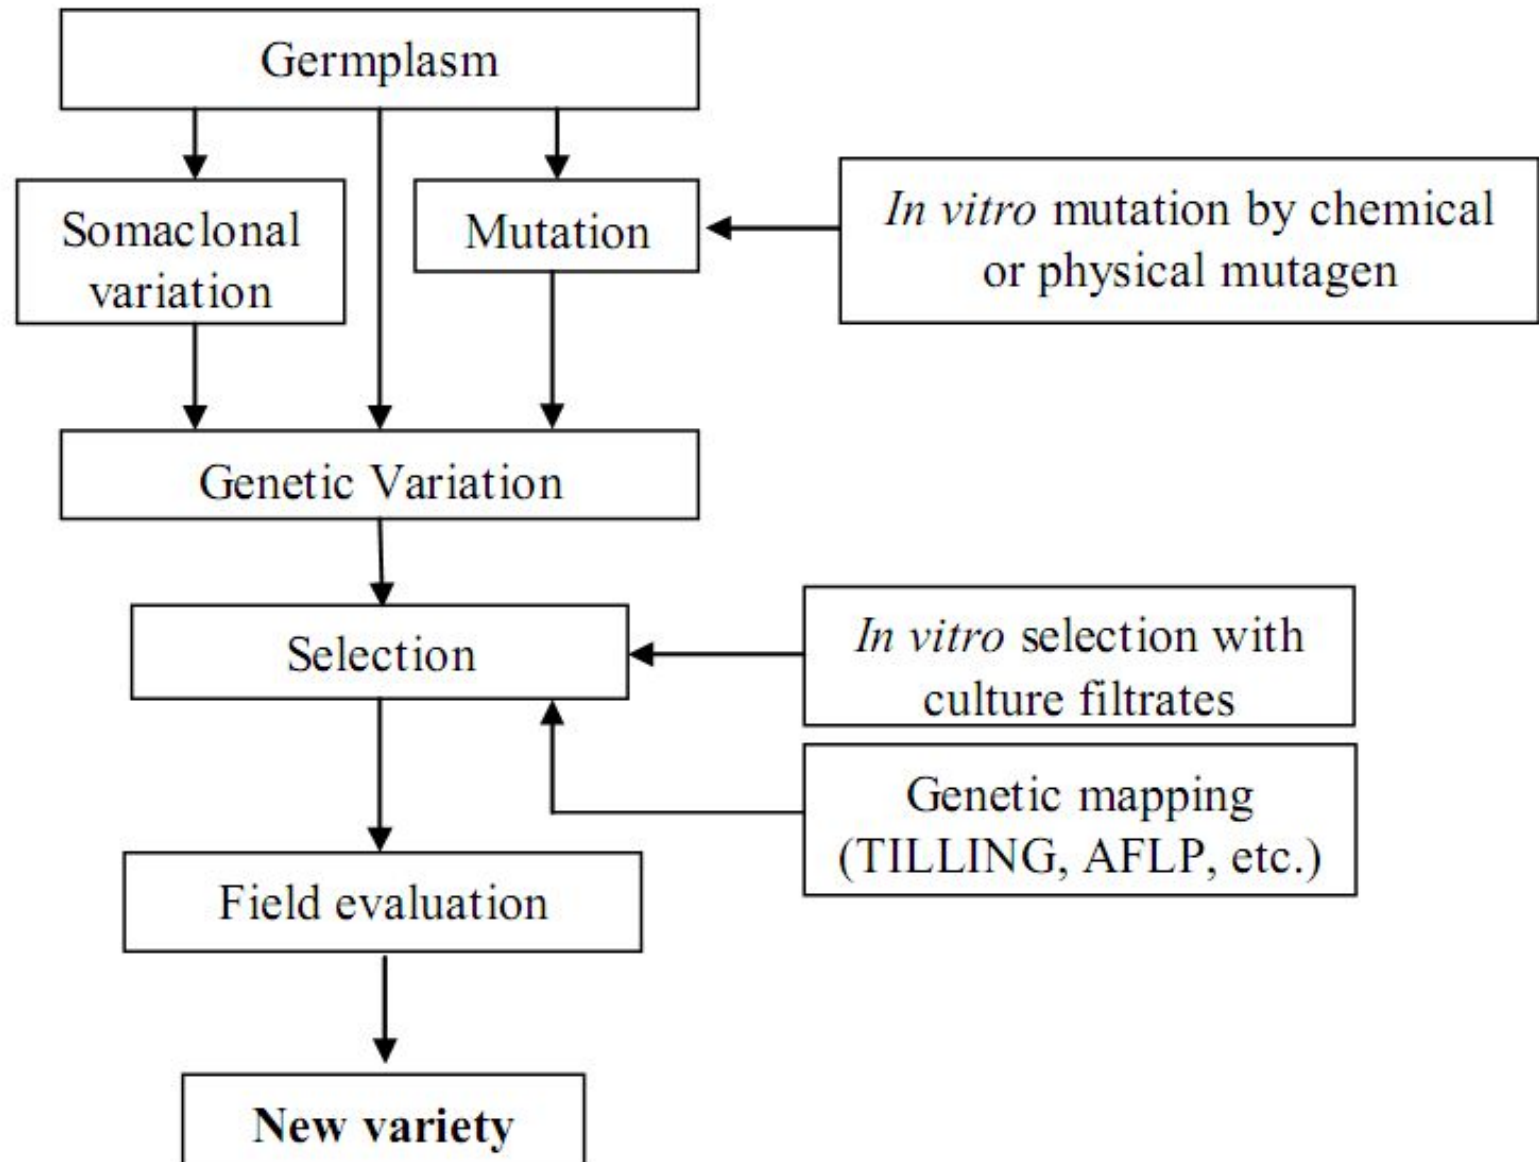 Germplasm
Somaclonal
variation
Mutation
In vitro mutation by chemical
or physical mutagen
Genetic Variation
Selection
In vitro selection with
culture filtrates
Genetic mapping
(TILLING, AFLP, etc.)
Field evaluation
New variety